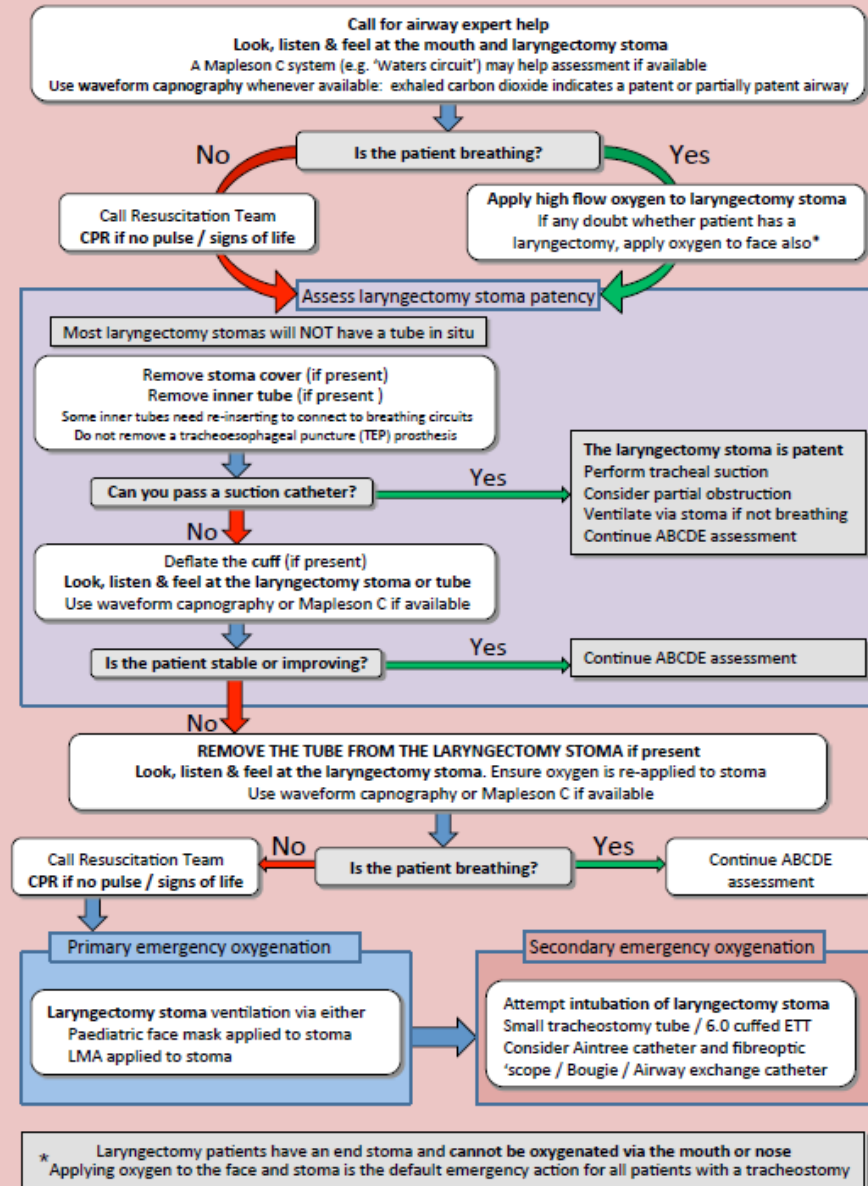 Call for airway expert help
Look, listen & feel at the mouth and laryngectomy stoma
A Mapleson C system (e.g. ‘Waters circuit’) may help assessment if available
Use waveform capnography whenever available: exhaled carbon dioxide indicates a patent or partially patent airway
No
Is the patient breathing?
Yes
Call Resuscitation Team
CPR if no pulse / signs of life
Apply high flow oxygen to laryngectomy stoma
If any doubt whether patient has a
laryngectomy, apply oxygen to face also*
Assess laryngectomy stoma patency
Most laryngectomy stomas will NOT have a tube in situ
Remove stoma cover (if present)
Remove inner tube (if present )
Some inner tubes need re-inserting to connect to breathing circuits
Do not remove a tracheoesophageal puncture (TEP) prosthesis
Can you pass a suction catheter?
Yes
The laryngectomy stoma is patent
Perform tracheal suction
Consider partial obstruction
Ventilate via stoma if not breathing
Continue ABCDE assessment
No
Deflate the cuff (if present)
Look, listen & feel at the laryngectomy stoma or tube
Use waveform capnography or Mapleson C if available
Is the patient stable or improving?
Yes
Continue ABCDE assessment
No
REMOVE THE TUBE FROM THE LARYNGECTOMY STOMA if present
Look, listen & feel at the laryngectomy stoma. Ensure oxygen is re-applied to stoma
Use waveform capnography or Mapleson C if available
Call Resuscitation Team
CPR if no pulse / signs of life
No
Is the patient breathing?
Yes
Continue ABCDE
assessment
Primary emergency oxygenation
Laryngectomy stoma ventilation via either
Paediatric face mask applied to stoma
LMA applied to stoma
Secondary emergency oxygenation
Attempt intubation of laryngectomy stoma
Small tracheostomy tube / 6.0 cuffed ETT
Consider Aintree catheter and fibreoptic
‘scope / Bougie / Airway exchange catheter
* Laryngectomy patients have an end stoma and cannot be oxygenated via the mouth or nose
Applying oxygen to the face and stoma is the default emergency action for all patients with a tracheostomy